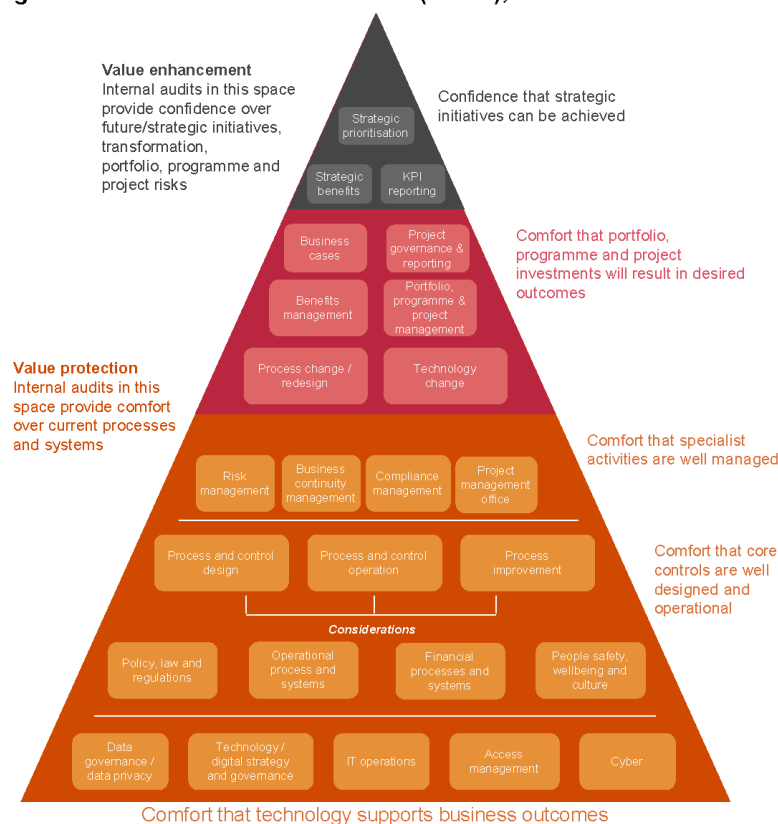 Value enhancement
Internal audits in this space
provide confidence over
future/strategic initiatives,
transformation,
portfolio, programme and
project risks
Confidence that strategic
initiatives can be achieved
Strategic
prioritisation
Strategic
benefits
KPI
reporting
Business
cases
Project
governance &
reporting
Comfort that portfolio,
programme and project
investments will result in desired
outcomes
Benefits
management
Portfolio,
programme &
project
management
Process change /
redesign
Technology
change
Value protection
Internal audits in this
space provide comfort
over current processes
and systems
Comfort that specialist
activities are well managed
Risk
management
Business
continuity
management
Compliance
management
Project
management
office
Process and control
design
Process and control
operation
Process
improvement
Comfort that core
controls are well
designed and
operational
Considerations
Policy, law and
regulations
Operational
process and
systems
Financial
processes and
systems
People safety,
wellbeing and
culture
Data
governance /
data privacy
Technology /
digital strategy
and governance
IT operations
Access
management
Cyber
Comfort that technology supports business outcomes